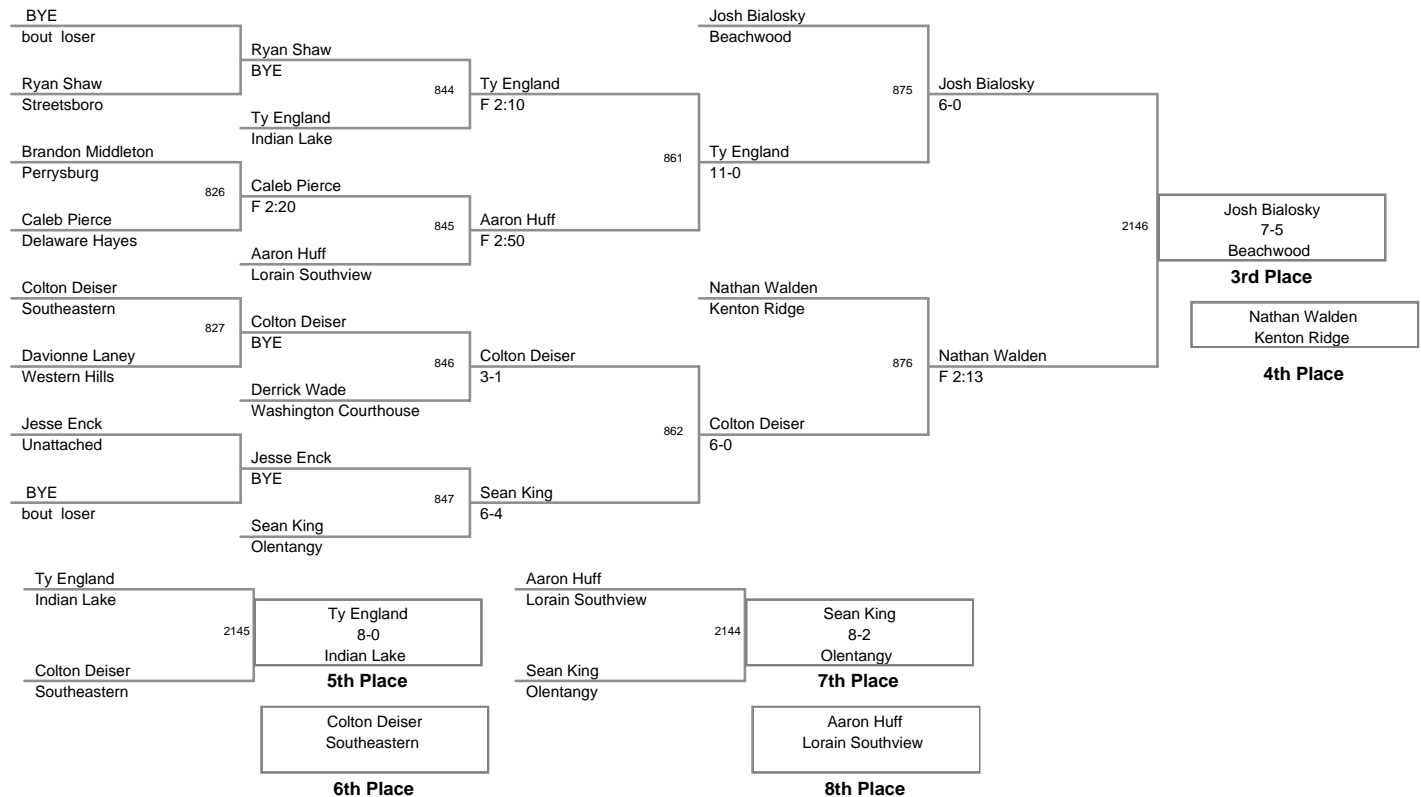 BYE
bout  loser
Ryan Shaw
Streetsboro
Brandon Middleton
Perrysburg
826
Caleb Pierce
Delaware Hayes
Colton Deiser
Southeastern
827
Davionne Laney
Western Hills
Jesse Enck
Unattached
BYE
bout  loser
Ryan Shaw
BYE
844
Ty England
Indian Lake
Caleb Pierce
F 2:20
845
Aaron Huff
Lorain Southview
Colton Deiser
BYE
846
Derrick Wade
Washington Courthouse
Jesse Enck
BYE
847
Sean King
Olentangy
Ty England
F 2:10
861
Aaron Huff
F 2:50
Colton Deiser
3-1
862
Sean King
6-4
Josh Bialosky
Beachwood
875
Ty England
11-0
Nathan Walden
Kenton Ridge
876
Colton Deiser
6-0
Josh Bialosky
6-0
2146
Nathan Walden
F 2:13
Josh Bialosky
7-5
Beachwood
3rd Place
Nathan Walden
Kenton Ridge
4th Place
Ty England
Indian Lake
2145
Colton Deiser
Southeastern
Ty England
8-0
Indian Lake
5th Place
Colton Deiser
Southeastern
6th Place
Aaron Huff
Lorain Southview
2144
Sean King
Olentangy
Sean King
8-2
Olentangy
7th Place
Aaron Huff
Lorain Southview
8th Place